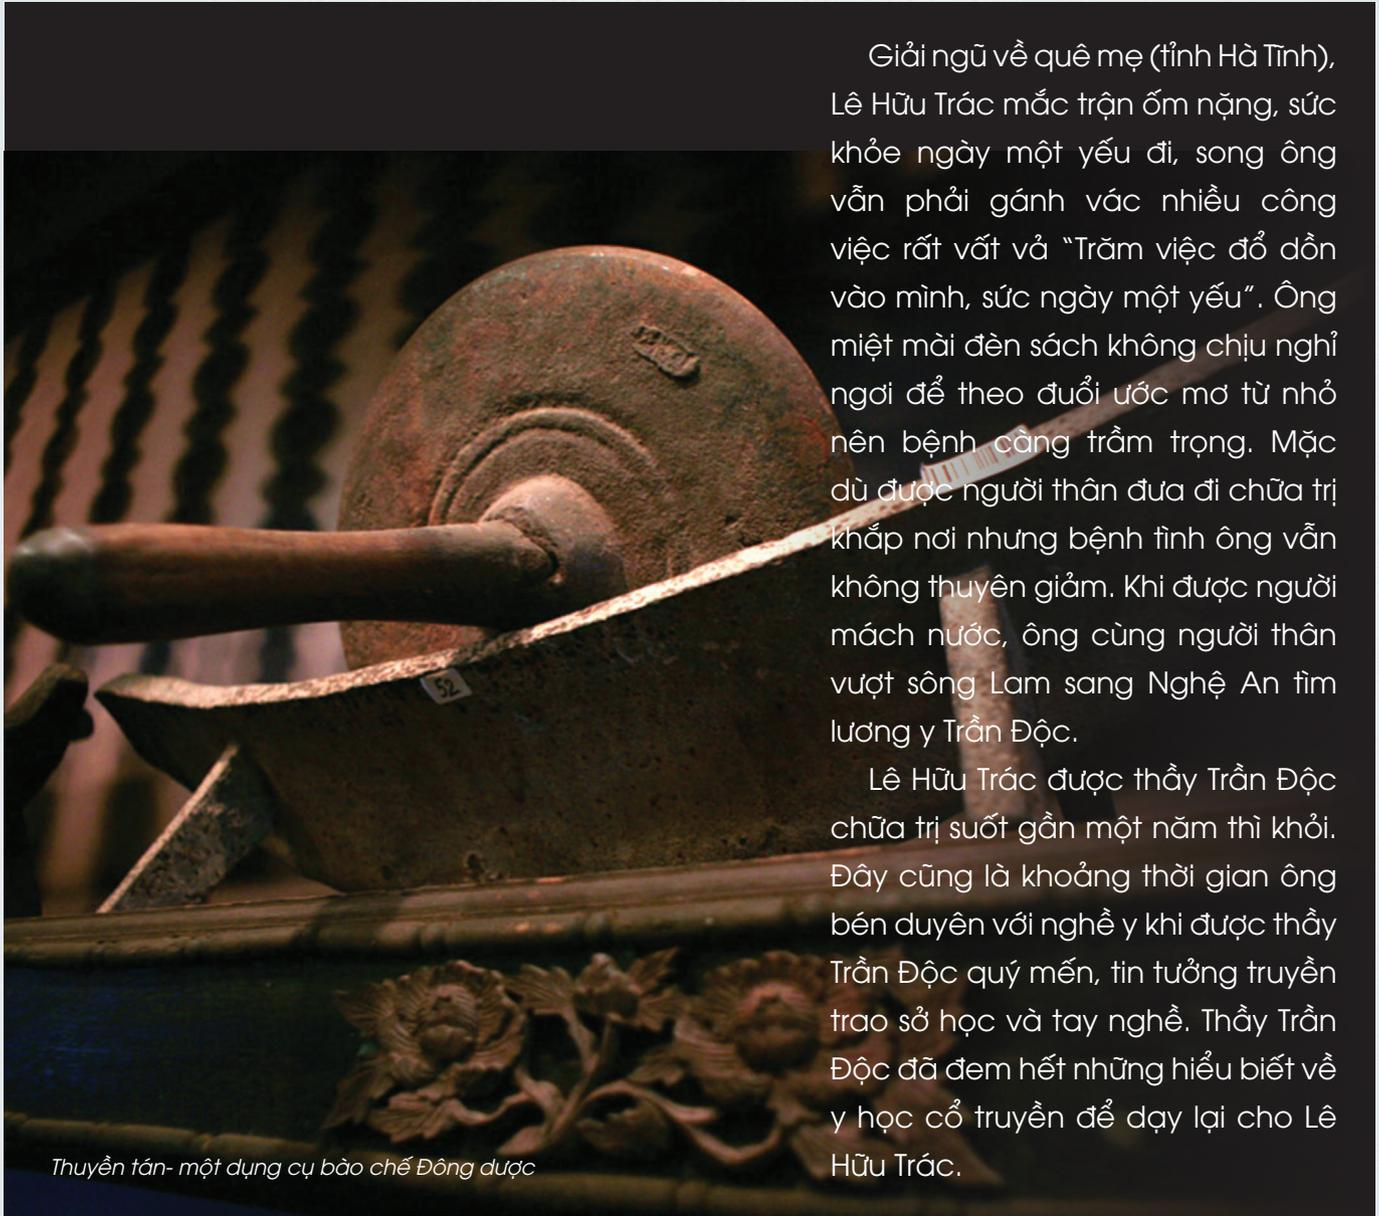 Giải ngũ về quê mẹ (tỉnh Hà Tĩnh),
Lê Hữu Trác mắc trận ốm nặng, sức
khỏe ngày một yếu đi, song ông
vẫn phải gánh vác nhiều công
việc rất vất vả “Trăm việc đổ dồn
vào mình, sức ngày một yếu”. Ông
miệt mài đèn sách không chịu nghỉ
ngơi để theo đuổi ước mơ từ nhỏ
nên bệnh càng trầm trọng. Mặc
dù được người thân đưa đi chữa trị
khắp nơi nhưng bệnh tình ông vẫn
không thuyên giảm. Khi được người
mách nước, ông cùng người thân
vượt sông Lam sang Nghệ An tìm
lương y Trần Độc.
Lê Hữu Trác được thầy Trần Độc
chữa trị suốt gần một năm thì khỏi.
Đây cũng là khoảng thời gian ông
bén duyên với nghề y khi được thầy
Trần Độc quý mến, tin tưởng truyền
trao sở học và tay nghề. Thầy Trần
Độc đã đem hết những hiểu biết về
y học cổ truyền để dạy lại cho Lê
Hữu Trác.
52
Thuyền tán- một dụng cụ bào chế Đông dược